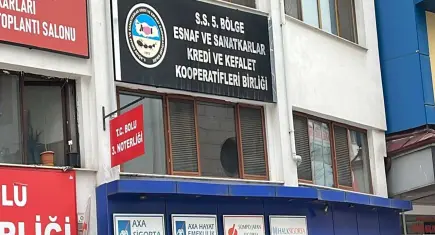 KARLARI
TOPLANTI SALONU
S.S. 5. BÖLGE
ESNAF VE SANATKARLAR
KREDİ VE KEFALET
KOOPERATİFLERİ BİRLİĞİ
T.C. BOLU
3. NOTERLİĞİ
LU
RLİĞİ
AXA
SİGORTA
AXA HAYAT
EMEKLİLİK